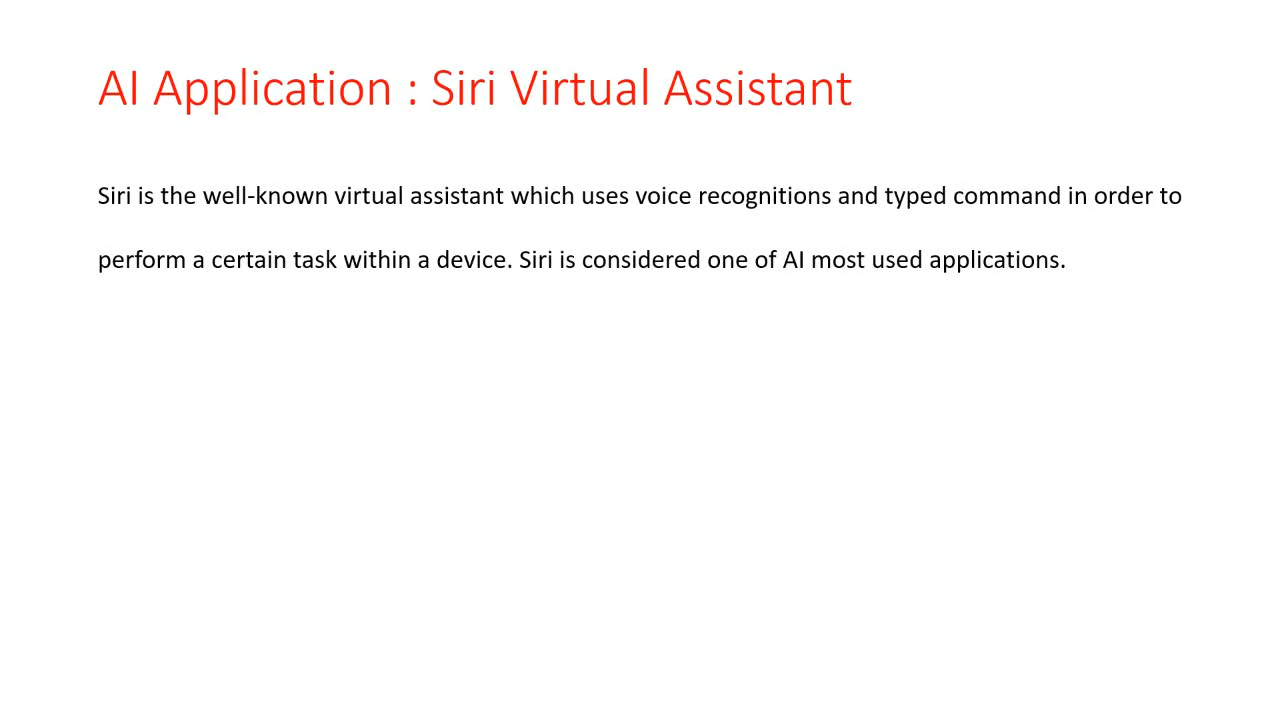 AI Application : Siri Virtual Assistant
Siri is the well-known virtual assistant which uses voice recognitions and typed command in order to
perform a certain task within a device. Siri is considered one of AI most used applications.